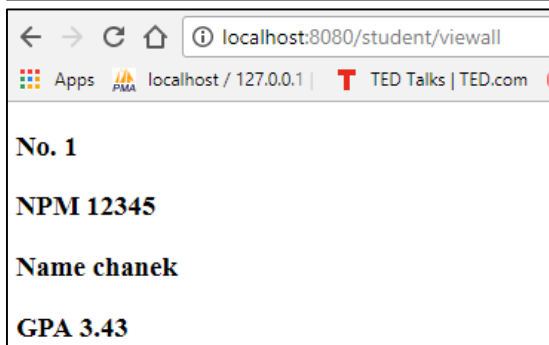 localhost:8080/student/viewall
Apps PMA localhost / 127.0.0.1 | T TED Talks | TED.com
No. 1
NPM 12345
Name chanek
GPA 3.43